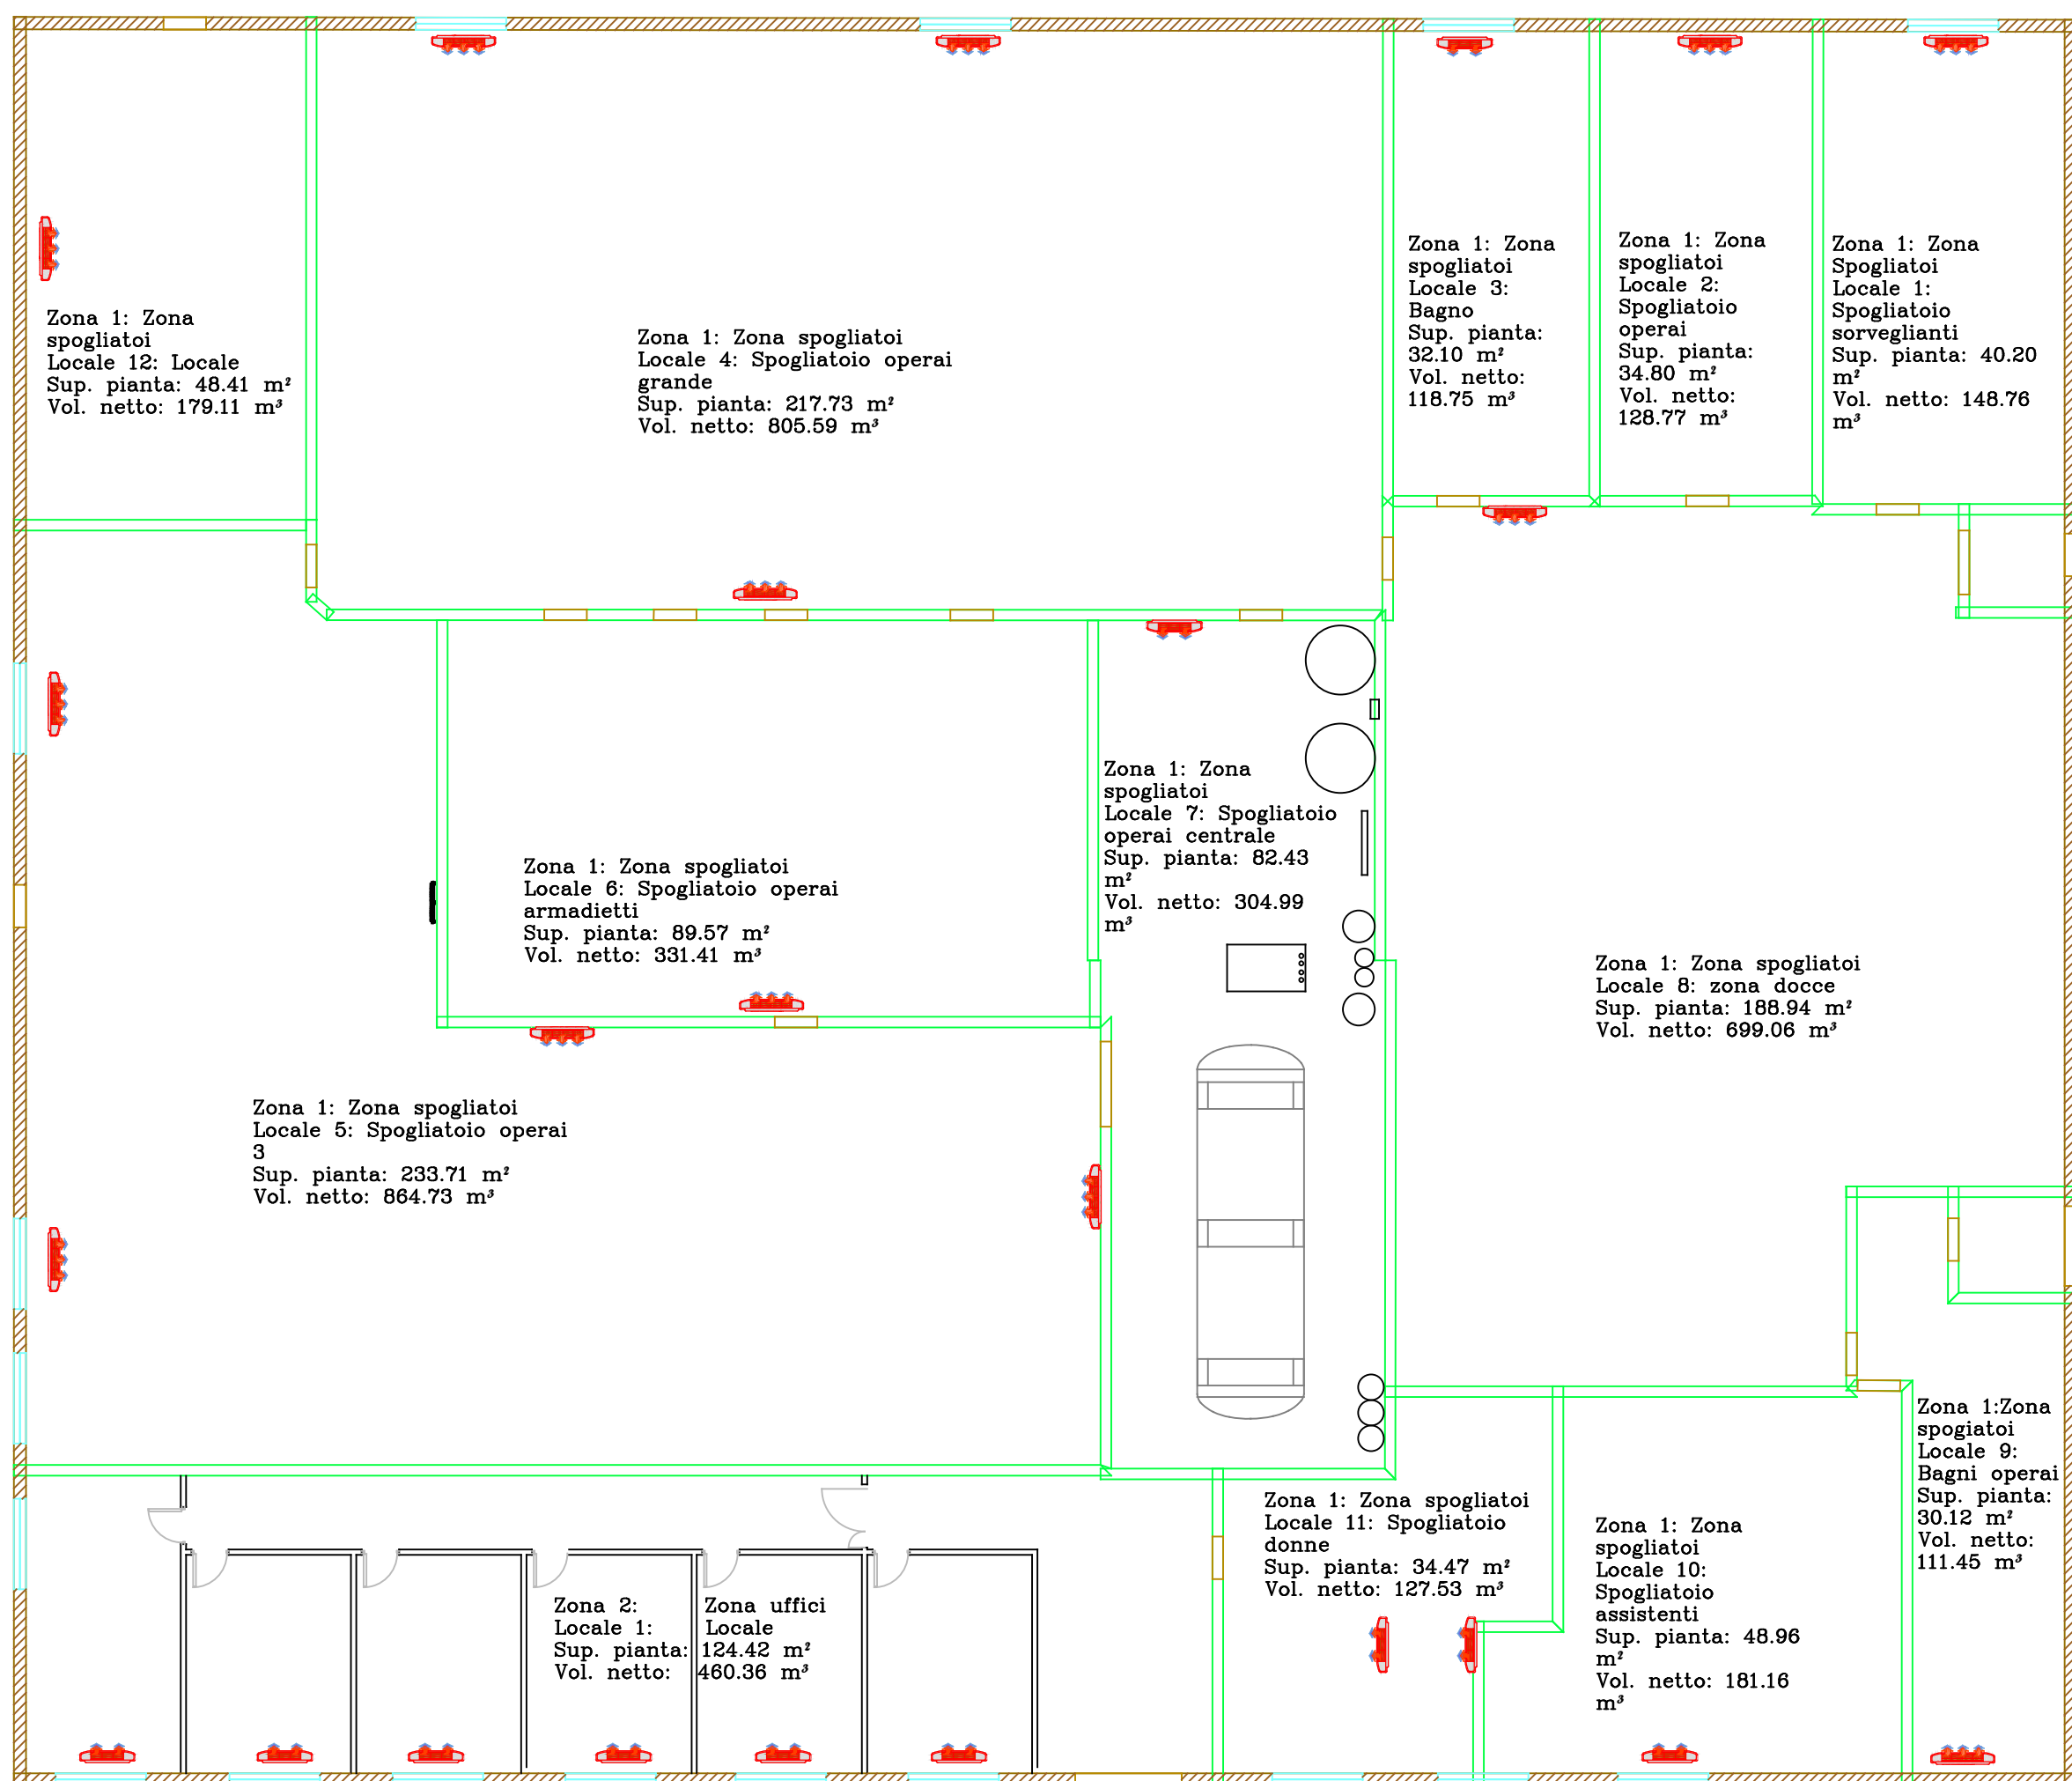 Zona 1: Zona
spogliatoi
Locale 12: Locale
Sup. pianta: 48.41 m²
Vol. netto: 179.11 m³
Zona 1: Zona spogliatoi
Locale 4: Spogliatoio operai
grande
Sup. pianta: 217.73 m²
Vol. netto: 805.59 m³
Zona 1: Zona
spogliatoi
Locale 3:
Bagno
Sup. pianta:
32.10 m²
Vol. netto:
118.75 m³
Zona 1: Zona
spogliatoi
Locale 2:
Spogliatoio
operai
Sup. pianta:
34.80 m²
Vol. netto:
128.77 m³
Zona 1: Zona
Spogliatoi
Locale 1:
Spogliatoio
sorveglianti
Sup. pianta: 40.20
m²
Vol. netto: 148.76
m³
Zona 1: Zona
spogliatoi
Locale 7: Spogliatoio
operai centrale
Sup. pianta: 82.43
m²
Vol. netto: 304.99
m³
Zona 1: Zona spogliatoi
Locale 6: Spogliatoio operai
armadietti
Sup. pianta: 89.57 m²
Vol. netto: 331.41 m³
Zona 1: Zona spogliatoi
Locale 8: zona docce
Sup. pianta: 188.94 m²
Vol. netto: 699.06 m³
Zona 1: Zona spogliatoi
Locale 5: Spogliatoio operai
3
Sup. pianta: 233.71 m²
Vol. netto: 864.73 m³
Zona 1:Zona
spogiatoi
Locale 9:
Bagni operai
Sup. pianta:
30.12 m²
Vol. netto:
111.45 m³
Zona 1: Zona spogliatoi
Locale 11: Spogliatoio
donne
Sup. pianta: 34.47 m²
Vol. netto: 127.53 m³
Zona 1: Zona
spogliatoi
Locale 10:
Spogliatoio
assistenti
Sup. pianta: 48.96
m²
Vol. netto: 181.16
m³
Zona 2: Zona uffici
Locale 1: Locale
Sup. pianta: 124.42 m²
Vol. netto: 460.36 m³